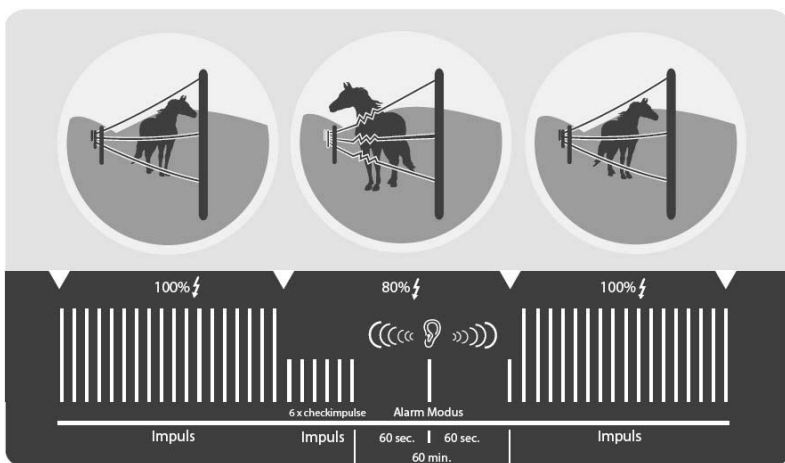 100%
80%
100%
6 x checkimpulse
Alarm Modus
Impuls
Impuls
60 sec.
60 sec.
Impuls
60 min.